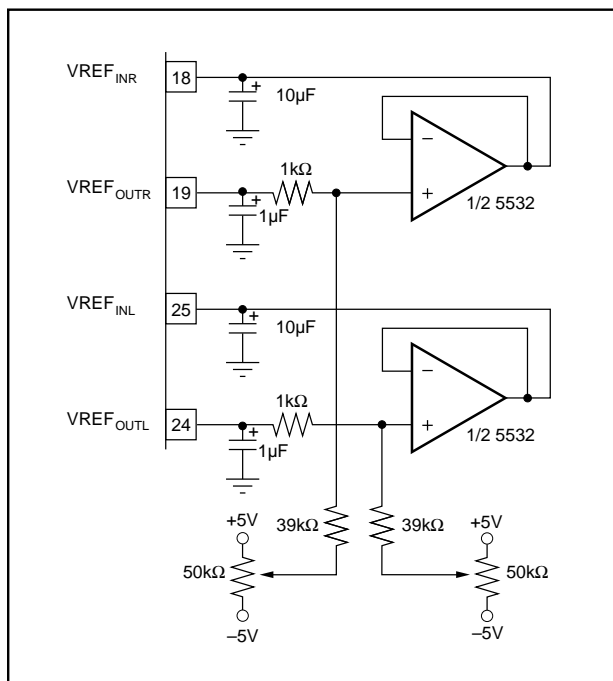 VREF_INR 18
+
10µF
1kΩ
−
VREF_OUTR 19
+
+
1µF
1/2 5532
VREF_INL 25
+
10µF
1kΩ
−
VREF_OUTL 24
+
+
1µF
1/2 5532
+5V
39kΩ
39kΩ
+5V
50kΩ
50kΩ
–5V
–5V